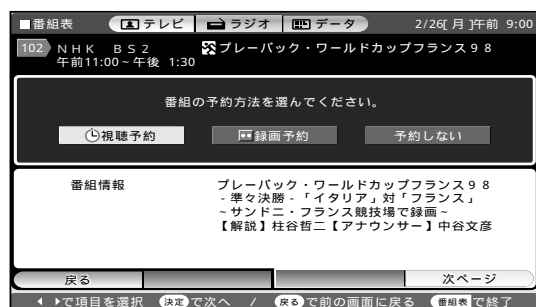 ■番組表 テレビ ラジオ データ 2/26[月]午前 9:00
102 NHK BS2 プレーバック・ワールドカップフランス98
午前11:00~午後 1:30
番組の予約方法を選んでください。
視聴予約 録画予約 予約しない
番組情報 プレーバック・ワールドカップフランス98
-準々決勝-「イタリア」対「フランス」
~サンドニ・フランス競技場で録画~
【解説】柱谷哲二【アナウンサー】中谷文彦
戻る 次ページ
で項目を選択 決定で次へ / 戻るで前の画面に戻る 番組表で終了